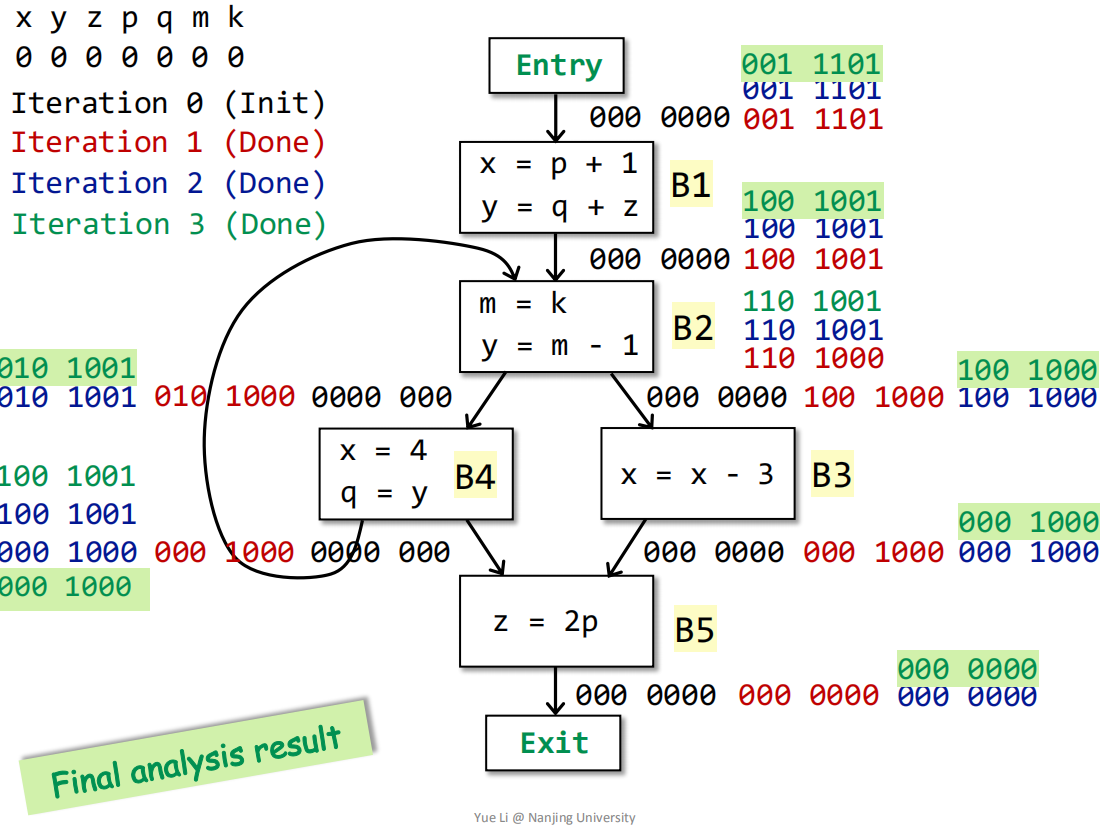 x y z p q m k
0 0 0 0 0 0 0
Iteration 0 (Init)
Iteration 1 (Done)
Iteration 2 (Done)
Iteration 3 (Done)
Entry
001 1101
001 1101
000 0000 001 1101
x = p + 1
y = q + z
B1
100 1001
100 1001
000 0000 100 1001
m = k
y = m - 1
B2
110 1001
110 1001
110 1000
010 1001
010 1001 010 1000 0000 000
100 1000
000 0000 100 1000 100 1000
x = 4
q = y
B4
x = x - 3
B3
100 1001
100 1001
000 1000 000 1000 0000 000
000 1000
000 1000
000 0000 000 1000 000 1000
z = 2p
B5
000 0000
000 0000 000 0000 000 0000
Exit
Final analysis result
Yue Li @ Nanjing University